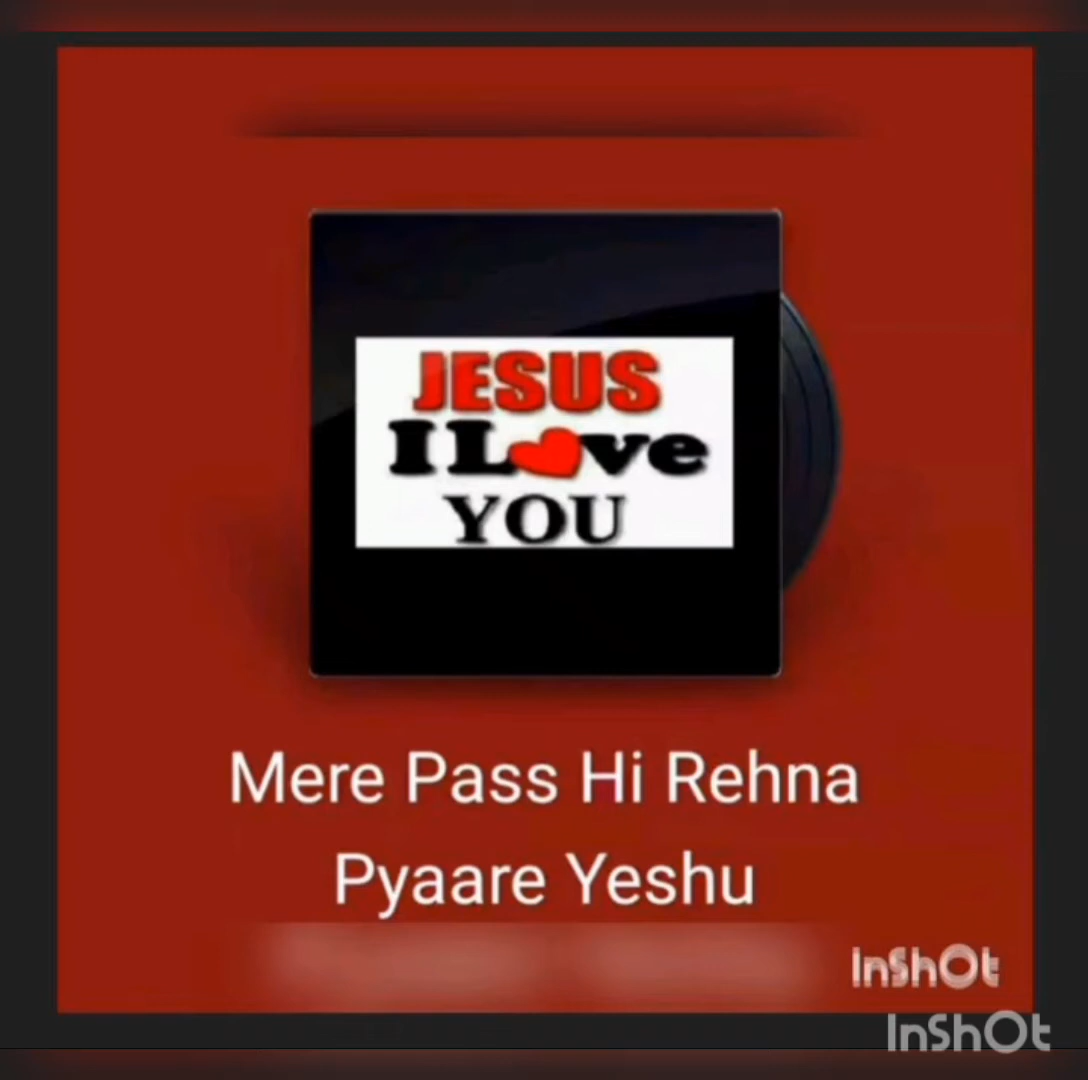 JESUS
I Love
YOU
Mere Pass Hi Rehna
Pyaare Yeshu
InShOt
InShOt